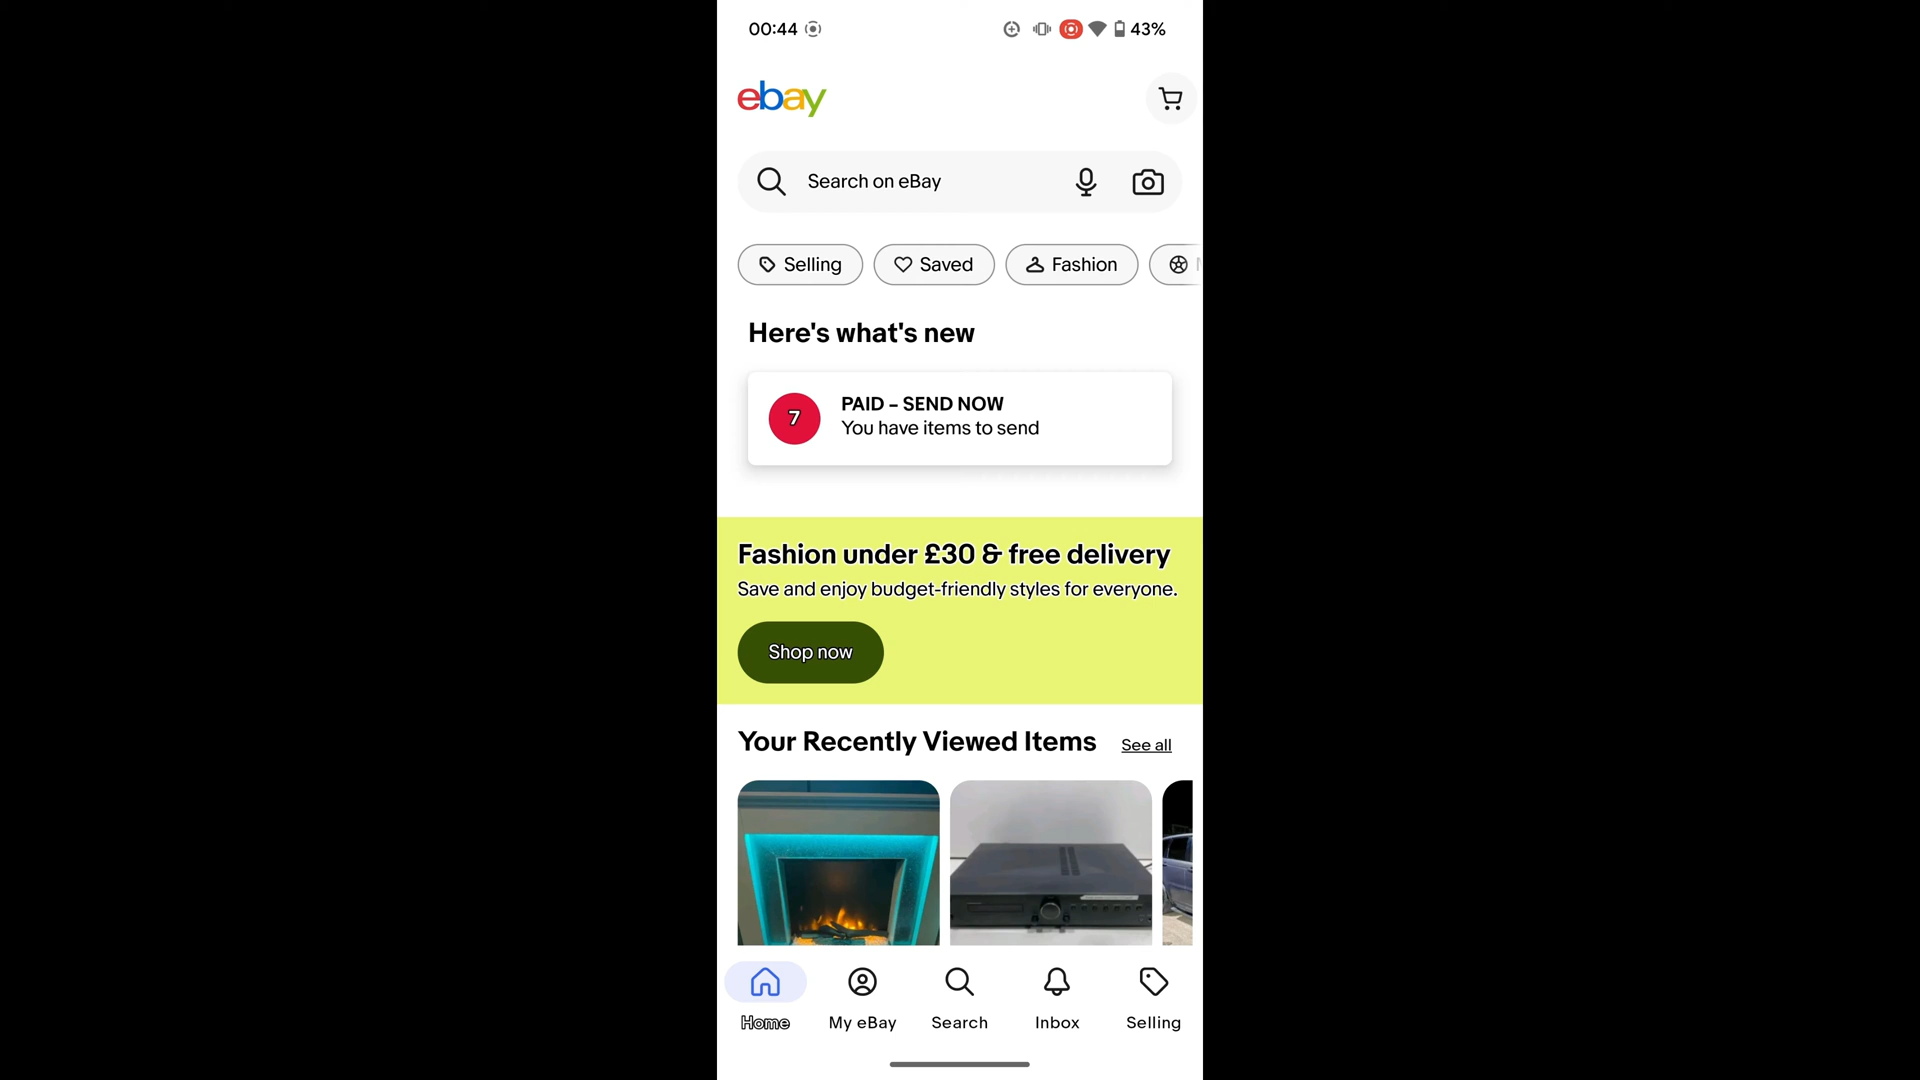 00:44
43%
ebay
Search on eBay
Selling
Saved
Fashion
Here's what's new
7
PAID – SEND NOW
You have items to send
Fashion under £30 & free delivery
Save and enjoy budget-friendly styles for everyone.
Shop now
Your Recently Viewed Items
See all
Home
My eBay
Search
Inbox
Selling